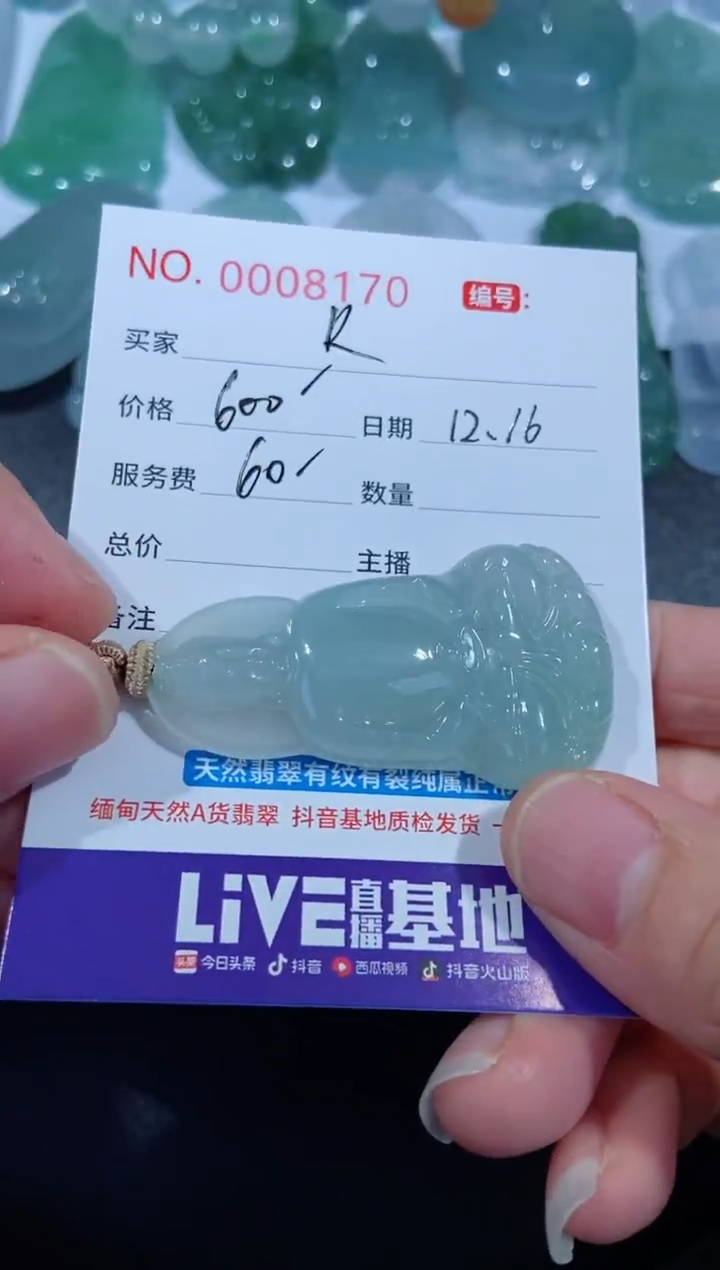 NO. 0008170 编号:
买家 R
价格 600 日期 12、16
服务费 60 数量
总价 主播
备注
天然翡翠有纹有裂纯属正
缅甸天然A货翡翠 抖音基地质检发货
LiVE直播基地
头条 今日头条 抖音 西瓜视频 抖音火山版